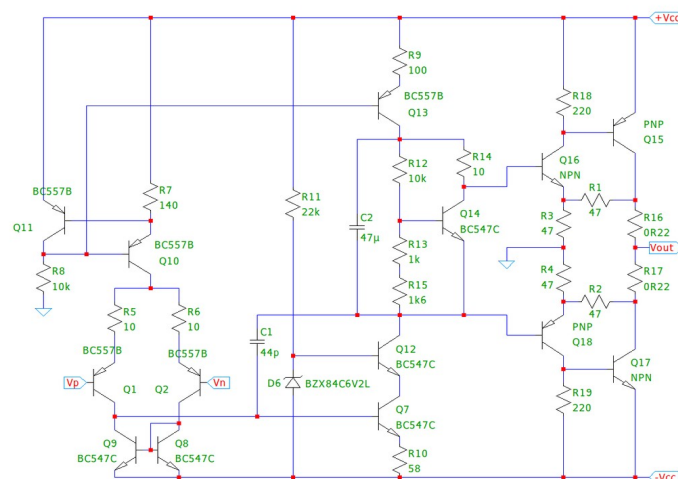 +Vcc
R9
100
BC557B
Q13
R18
220
PNP
Q15
R12
10k
R14
10
Q16
NPN
R1
47
BC557B
R7
140
R11
22k
Q14
BC547C
C2
47µ
R3
47
R16
0R22
Q11
BC557B
Q10
R13
1k
Vout
R8
10k
R4
47
R17
0R22
R15
1k6
R2
47
R5
10
R6
10
C1
44p
PNP
Q18
BC557B
BC557B
Q12
BC547C
Vp
Q1
Q2
Vn
D6
BZX84C6V2L
Q17
NPN
R19
220
Q7
BC547C
Q9
BC547C
Q8
BC547C
R10
58
-Vcc